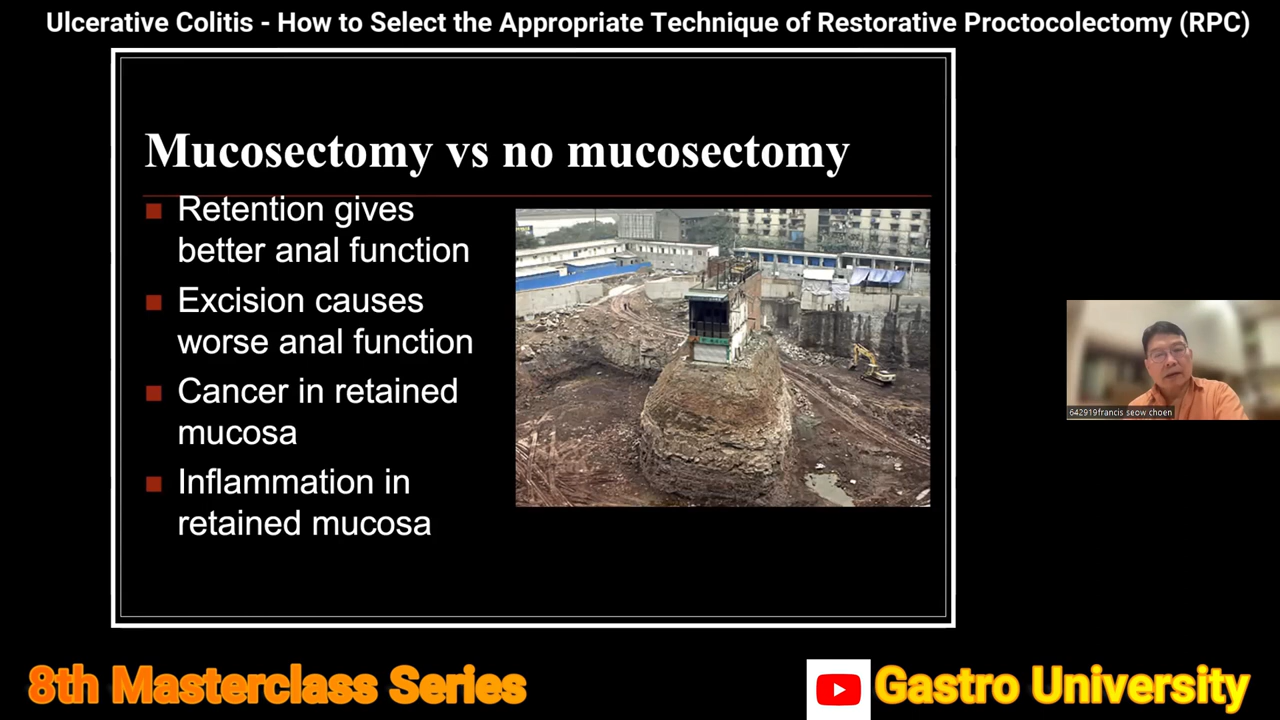 Ulcerative Colitis - How to Select the Appropriate Technique of Restorative Proctocolectomy (RPC)
Mucosectomy vs no mucosectomy
Retention gives
better anal function
Excision causes
worse anal function
Cancer in retained
mucosa
Inflammation in
retained mucosa
642919francis seow choen
8th Masterclass Series
Gastro University